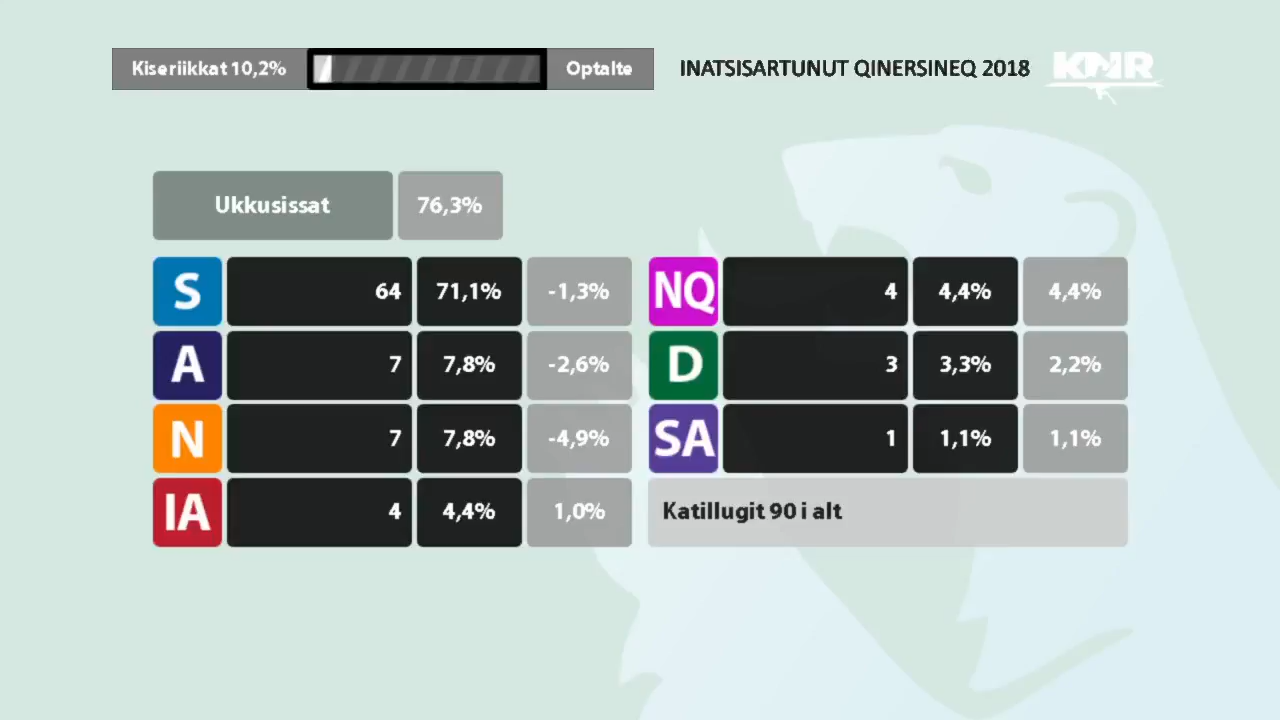 Kiseriikkat 10,2% Optalte INATSISARTUNUT QINERSINEQ 2018 KNR
Ukkusissat 76,3%
S 64 71,1% -1,3%
A 7 7,8% -2,6%
N 7 7,8% -4,9%
IA 4 4,4% 1,0%
NQ 4 4,4% 4,4%
D 3 3,3% 2,2%
SA 1 1,1% 1,1%
Katillugit 90 i alt